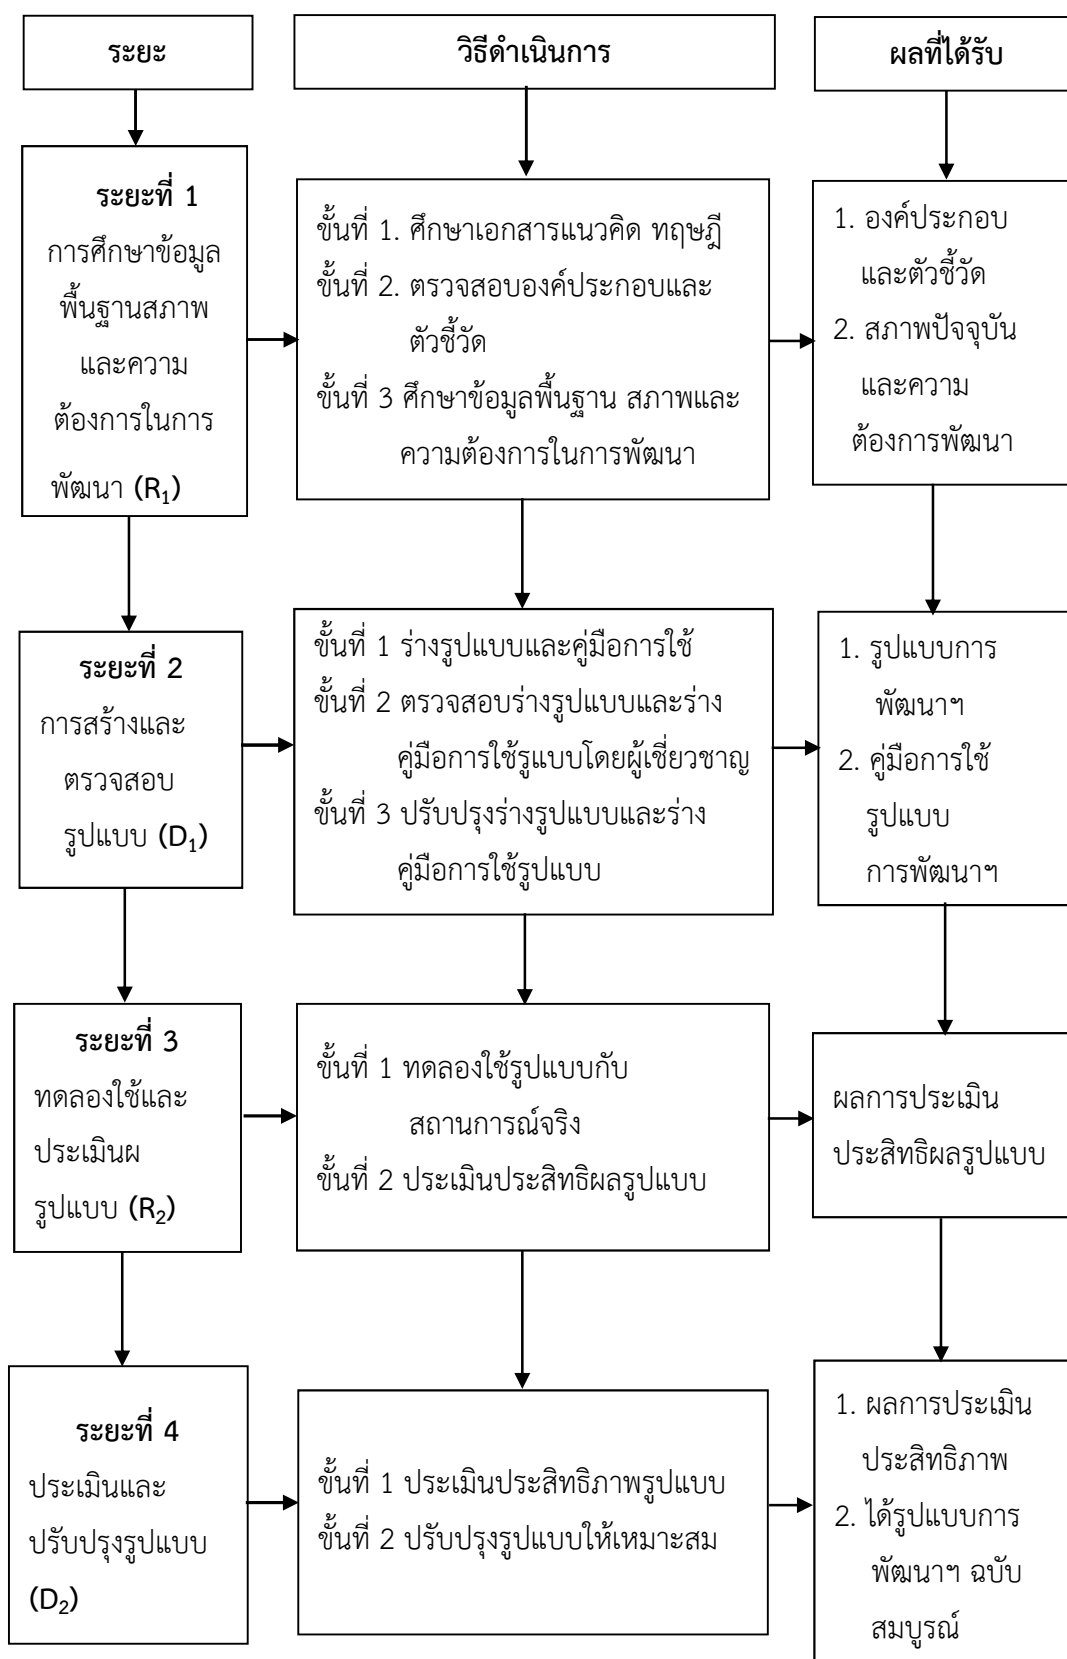 ระยะ
วิธีดำเนินการ
ผลที่ได้รับ
ระยะที่ 1
การศึกษาข้อมูล
พื้นฐานสภาพ
และความ
ต้องการในการ
พัฒนา (R₁)
ขั้นที่ 1. ศึกษาเอกสารแนวคิด ทฤษฎี
ขั้นที่ 2. ตรวจสอบองค์ประกอบและ
ตัวชี้วัด
ขั้นที่ 3 ศึกษาข้อมูลพื้นฐาน สภาพและ
ความต้องการในการพัฒนา
1. องค์ประกอบ
และตัวชี้วัด
2. สภาพปัจจุบัน
และความ
ต้องการพัฒนา
ระยะที่ 2
การสร้างและ
ตรวจสอบ
รูปแบบ (D₁)
ขั้นที่ 1 ร่างรูปแบบและคู่มือการใช้
ขั้นที่ 2 ตรวจสอบร่างรูปแบบและร่าง
คู่มือการใช้รูแบบโดยผู้เชี่ยวชาญ
ขั้นที่ 3 ปรับปรุงร่างรูปแบบและร่าง
คู่มือการใช้รูปแบบ
1. รูปแบบการ
พัฒนาฯ
2. คู่มือการใช้
รูปแบบ
การพัฒนาฯ
ระยะที่ 3
ทดลองใช้และ
ประเมินผ
รูปแบบ (R₂)
ขั้นที่ 1 ทดลองใช้รูปแบบกับ
สถานการณ์จริง
ขั้นที่ 2 ประเมินประสิทธิผลรูปแบบ
ผลการประเมิน
ประสิทธิผลรูปแบบ
ระยะที่ 4
ประเมินและ
ปรับปรุงรูปแบบ
(D₂)
ขั้นที่ 1 ประเมินประสิทธิภาพรูปแบบ
ขั้นที่ 2 ปรับปรุงรูปแบบให้เหมาะสม
1. ผลการประเมิน
ประสิทธิภาพ
2. ได้รูปแบบการ
พัฒนาฯ ฉบับ
สมบูรณ์